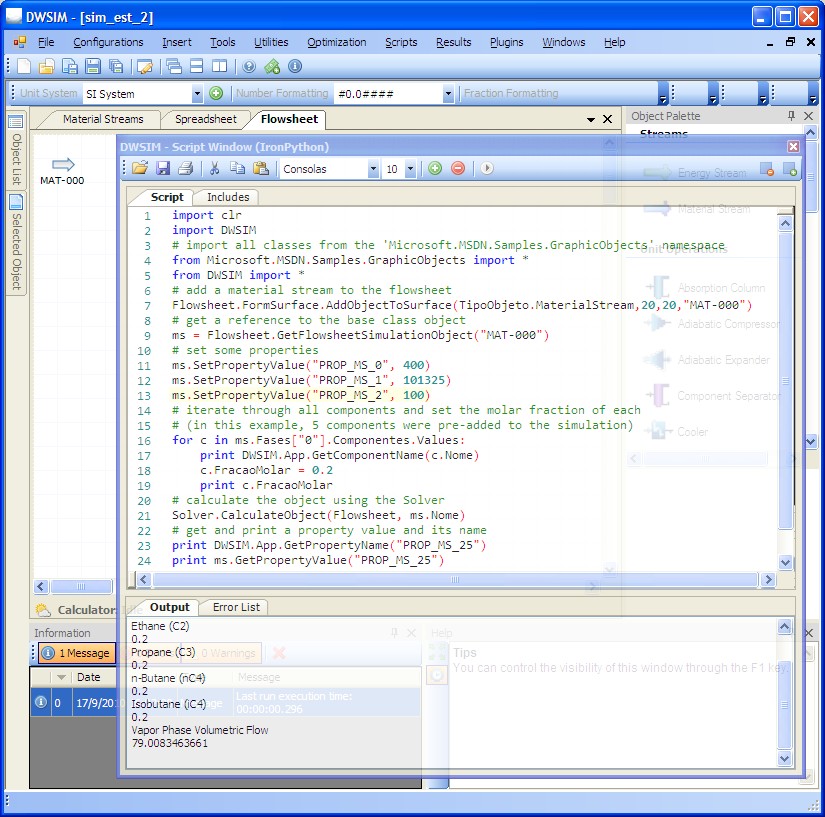 DWSIM - [sim_est_2]
File Configurations Insert Tools Utilities Optimization Scripts Results Plugins Windows Help
Unit System SI System Number Formatting #0.0#### Fraction Formatting
Material Streams Spreadsheet Flowsheet
Object Palette
Streams
Object List
Selected Object
MAT-000
DWSIM - Script Window (IronPython)
Consolas 10
Energy Stream
Material Stream
Unit Operations
Absorption Column
Adiabatic Compressor
Adiabatic Expander
Component Separator
Cooler
Script Includes
1 import clr
2 import DWSIM
3 # import all classes from the 'Microsoft.MSDN.Samples.GraphicObjects' namespace
4 from Microsoft.MSDN.Samples.GraphicObjects import *
5 from DWSIM import *
6 # add a material stream to the flowsheet
7 Flowsheet.FormSurface.AddObjectToSurface(TipoObjeto.MaterialStream,20,20,"MAT-000")
8 # get a reference to the base class object
9 ms = Flowsheet.GetFlowsheetSimulationObject("MAT-000")
10 # set some properties
11 ms.SetPropertyValue("PROP_MS_0", 400)
12 ms.SetPropertyValue("PROP_MS_1", 101325)
13 ms.SetPropertyValue("PROP_MS_2", 100)
14 # iterate through all components and set the molar fraction of each
15 # (in this example, 5 components were pre-added to the simulation)
16 for c in ms.Fases["0"].Componentes.Values:
17 print DWSIM.App.GetComponentName(c.Nome)
18 c.FracaoMolar = 0.2
19 print c.FracaoMolar
20 # calculate the object using the Solver
21 Solver.CalculateObject(Flowsheet, ms.Nome)
22 # get and print a property value and its name
23 print DWSIM.App.GetPropertyName("PROP_MS_25")
24 print ms.GetPropertyValue("PROP_MS_25")
Calculator: Idle
Output Error List
Information
1 Message 0 Warnings
Date Message
0 17/9/20
Last run execution time:
00:00:00.296
Ethane (C2)
0.2
Propane (C3)
0.2
n-Butane (nC4)
0.2
Isobutane (iC4)
0.2
Vapor Phase Volumetric Flow
79.0083463661
Help
Tips
You can control the visibility of this window through the F1 key.